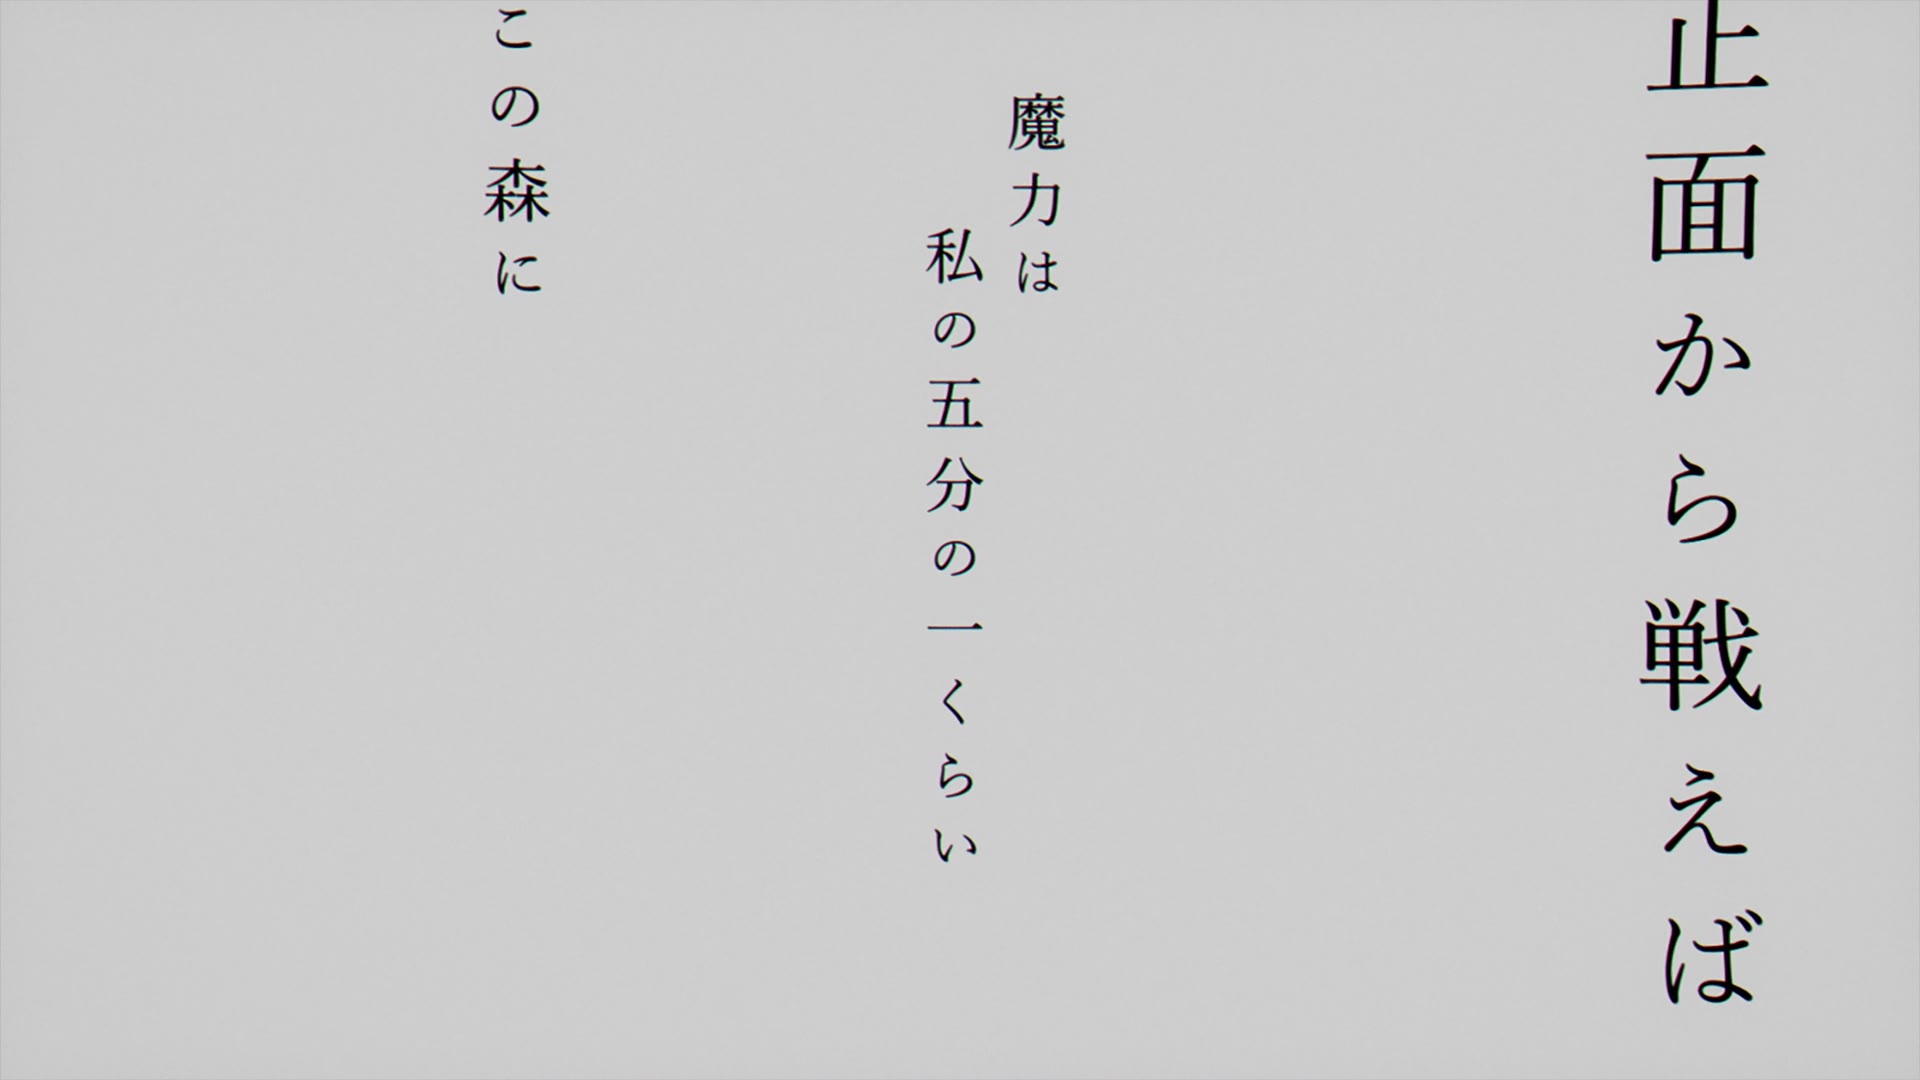 正面から戦えば
魔力は
私の五分の一くらい
この森に